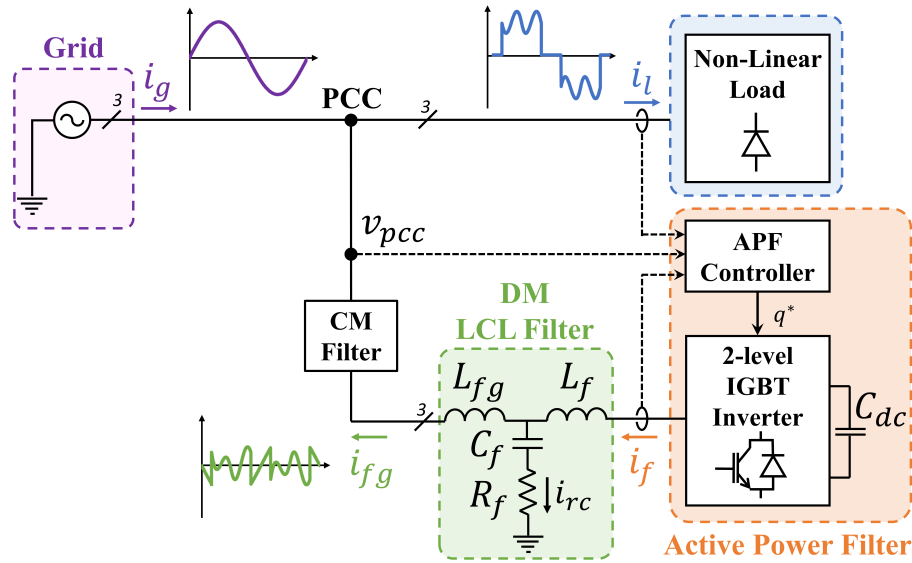 Grid
i_g
3
PCC
3
i_l
Non-Linear
Load
v_pcc
APF
Controller
q*
CM
Filter
DM
LCL Filter
L_fg
L_f
3
C_f
R_f
i_rc
i_fg
i_f
2-level
IGBT
Inverter
C_dc
Active Power Filter